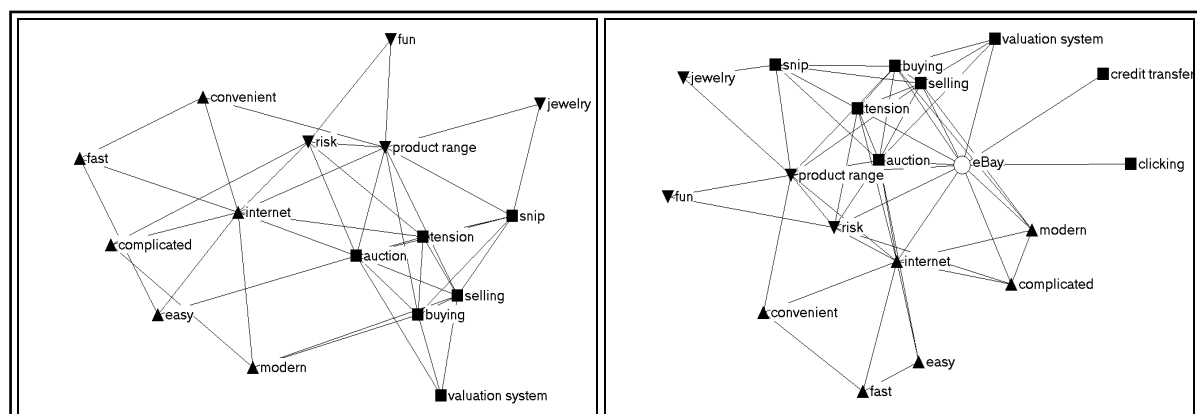 fun
convenient
jewelry
risk
product range
fast
internet
snip
complicated
tension
auction
selling
easy
buying
modern
valuation system
valuation system
snip
buying
jewelry
credit transfer
selling
tension
auction
eBay
clicking
product range
fun
risk
modern
internet
complicated
convenient
easy
fast